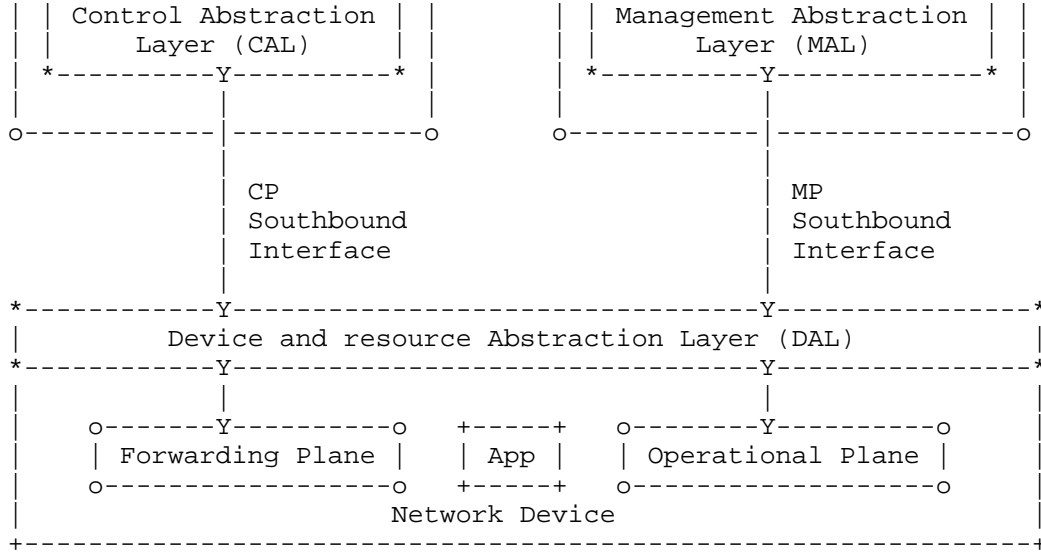 | | Control Abstraction | | | | Management Abstraction | |
| | Layer (CAL) | | | | Layer (MAL) | |
| *----------Y----------* | | *----------Y-------------* |
| | | | | |
o------------|------------o o------------|---------------o
| |
| CP | MP
| Southbound | Southbound
| Interface | Interface
| |
*------------Y---------------------------------Y----------------*
| Device and resource Abstraction Layer (DAL) |
*------------Y---------------------------------Y----------------*
| | | |
| o-------Y----------o +-----+ o--------Y----------o |
| | Forwarding Plane | | App | | Operational Plane | |
| o------------------o +-----+ o-------------------o |
| Network Device |
+---------------------------------------------------------------+